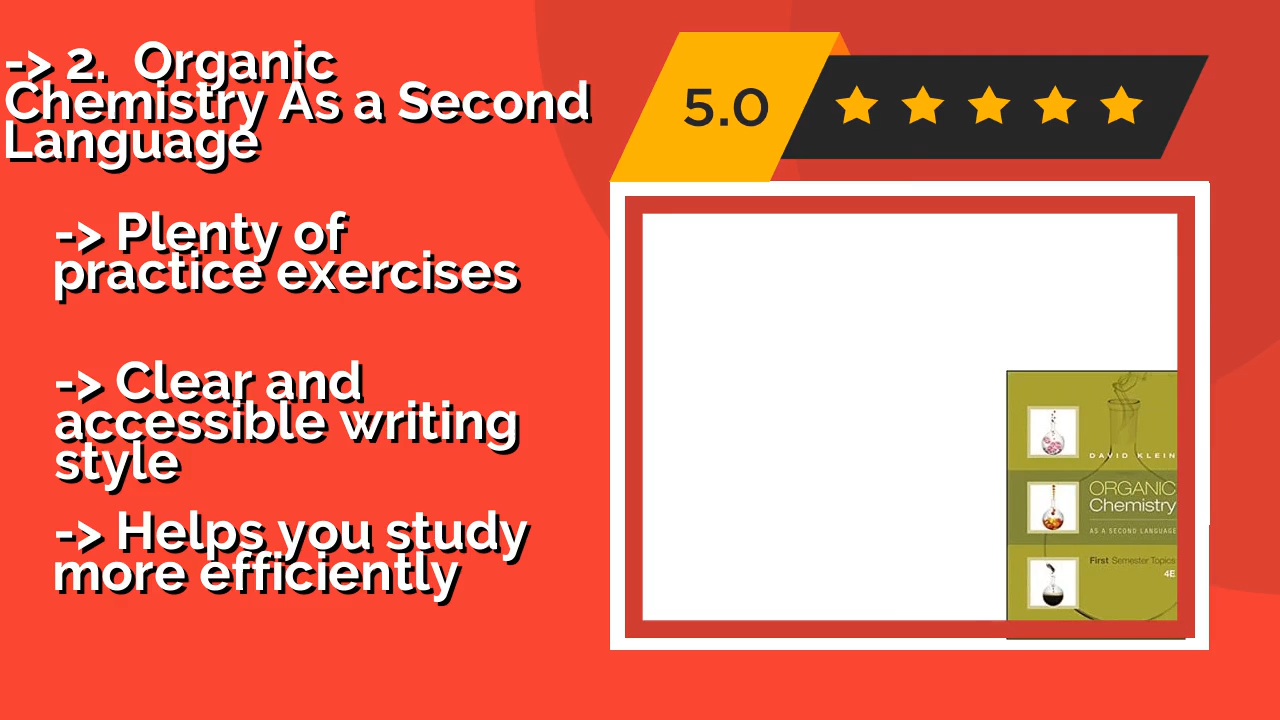 -> 2.  Organic
Chemistry As a Second
Language
-> Plenty of
practice exercises
-> Clear and
accessible writing
style
-> Helps you study
more efficiently
5.0
DAVID KLEIN
ORGANIC
Chemistry
AS A SECOND LANGUAGE
First Semester Topics
4E